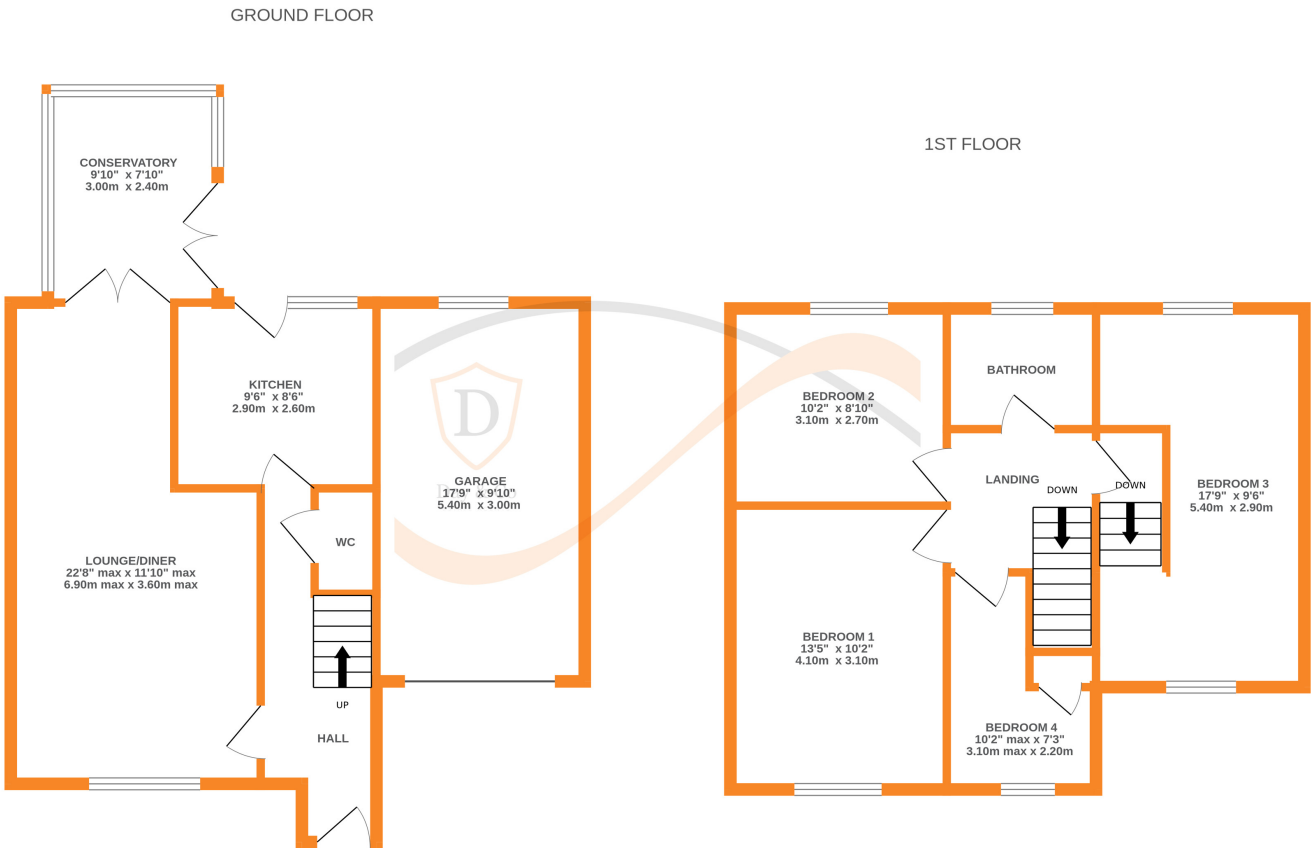 GROUND FLOOR
CONSERVATORY
9'10" x 7'10"
3.00m x 2.40m
KITCHEN
9'6" x 8'6"
2.90m x 2.60m
D
GARAGE
17'9" x 9'10"
5.40m x 3.00m
WC
LOUNGE/DINER
22'8" max x 11'10" max
6.90m max x 3.60m max
UP
HALL
1ST FLOOR
BATHROOM
BEDROOM 2
10'2" x 8'10"
3.10m x 2.70m
LANDING
DOWN
DOWN
BEDROOM 3
17'9" x 9'6"
5.40m x 2.90m
BEDROOM 1
13'5" x 10'2"
4.10m x 3.10m
BEDROOM 4
10'2" max x 7'3"
3.10m max x 2.20m